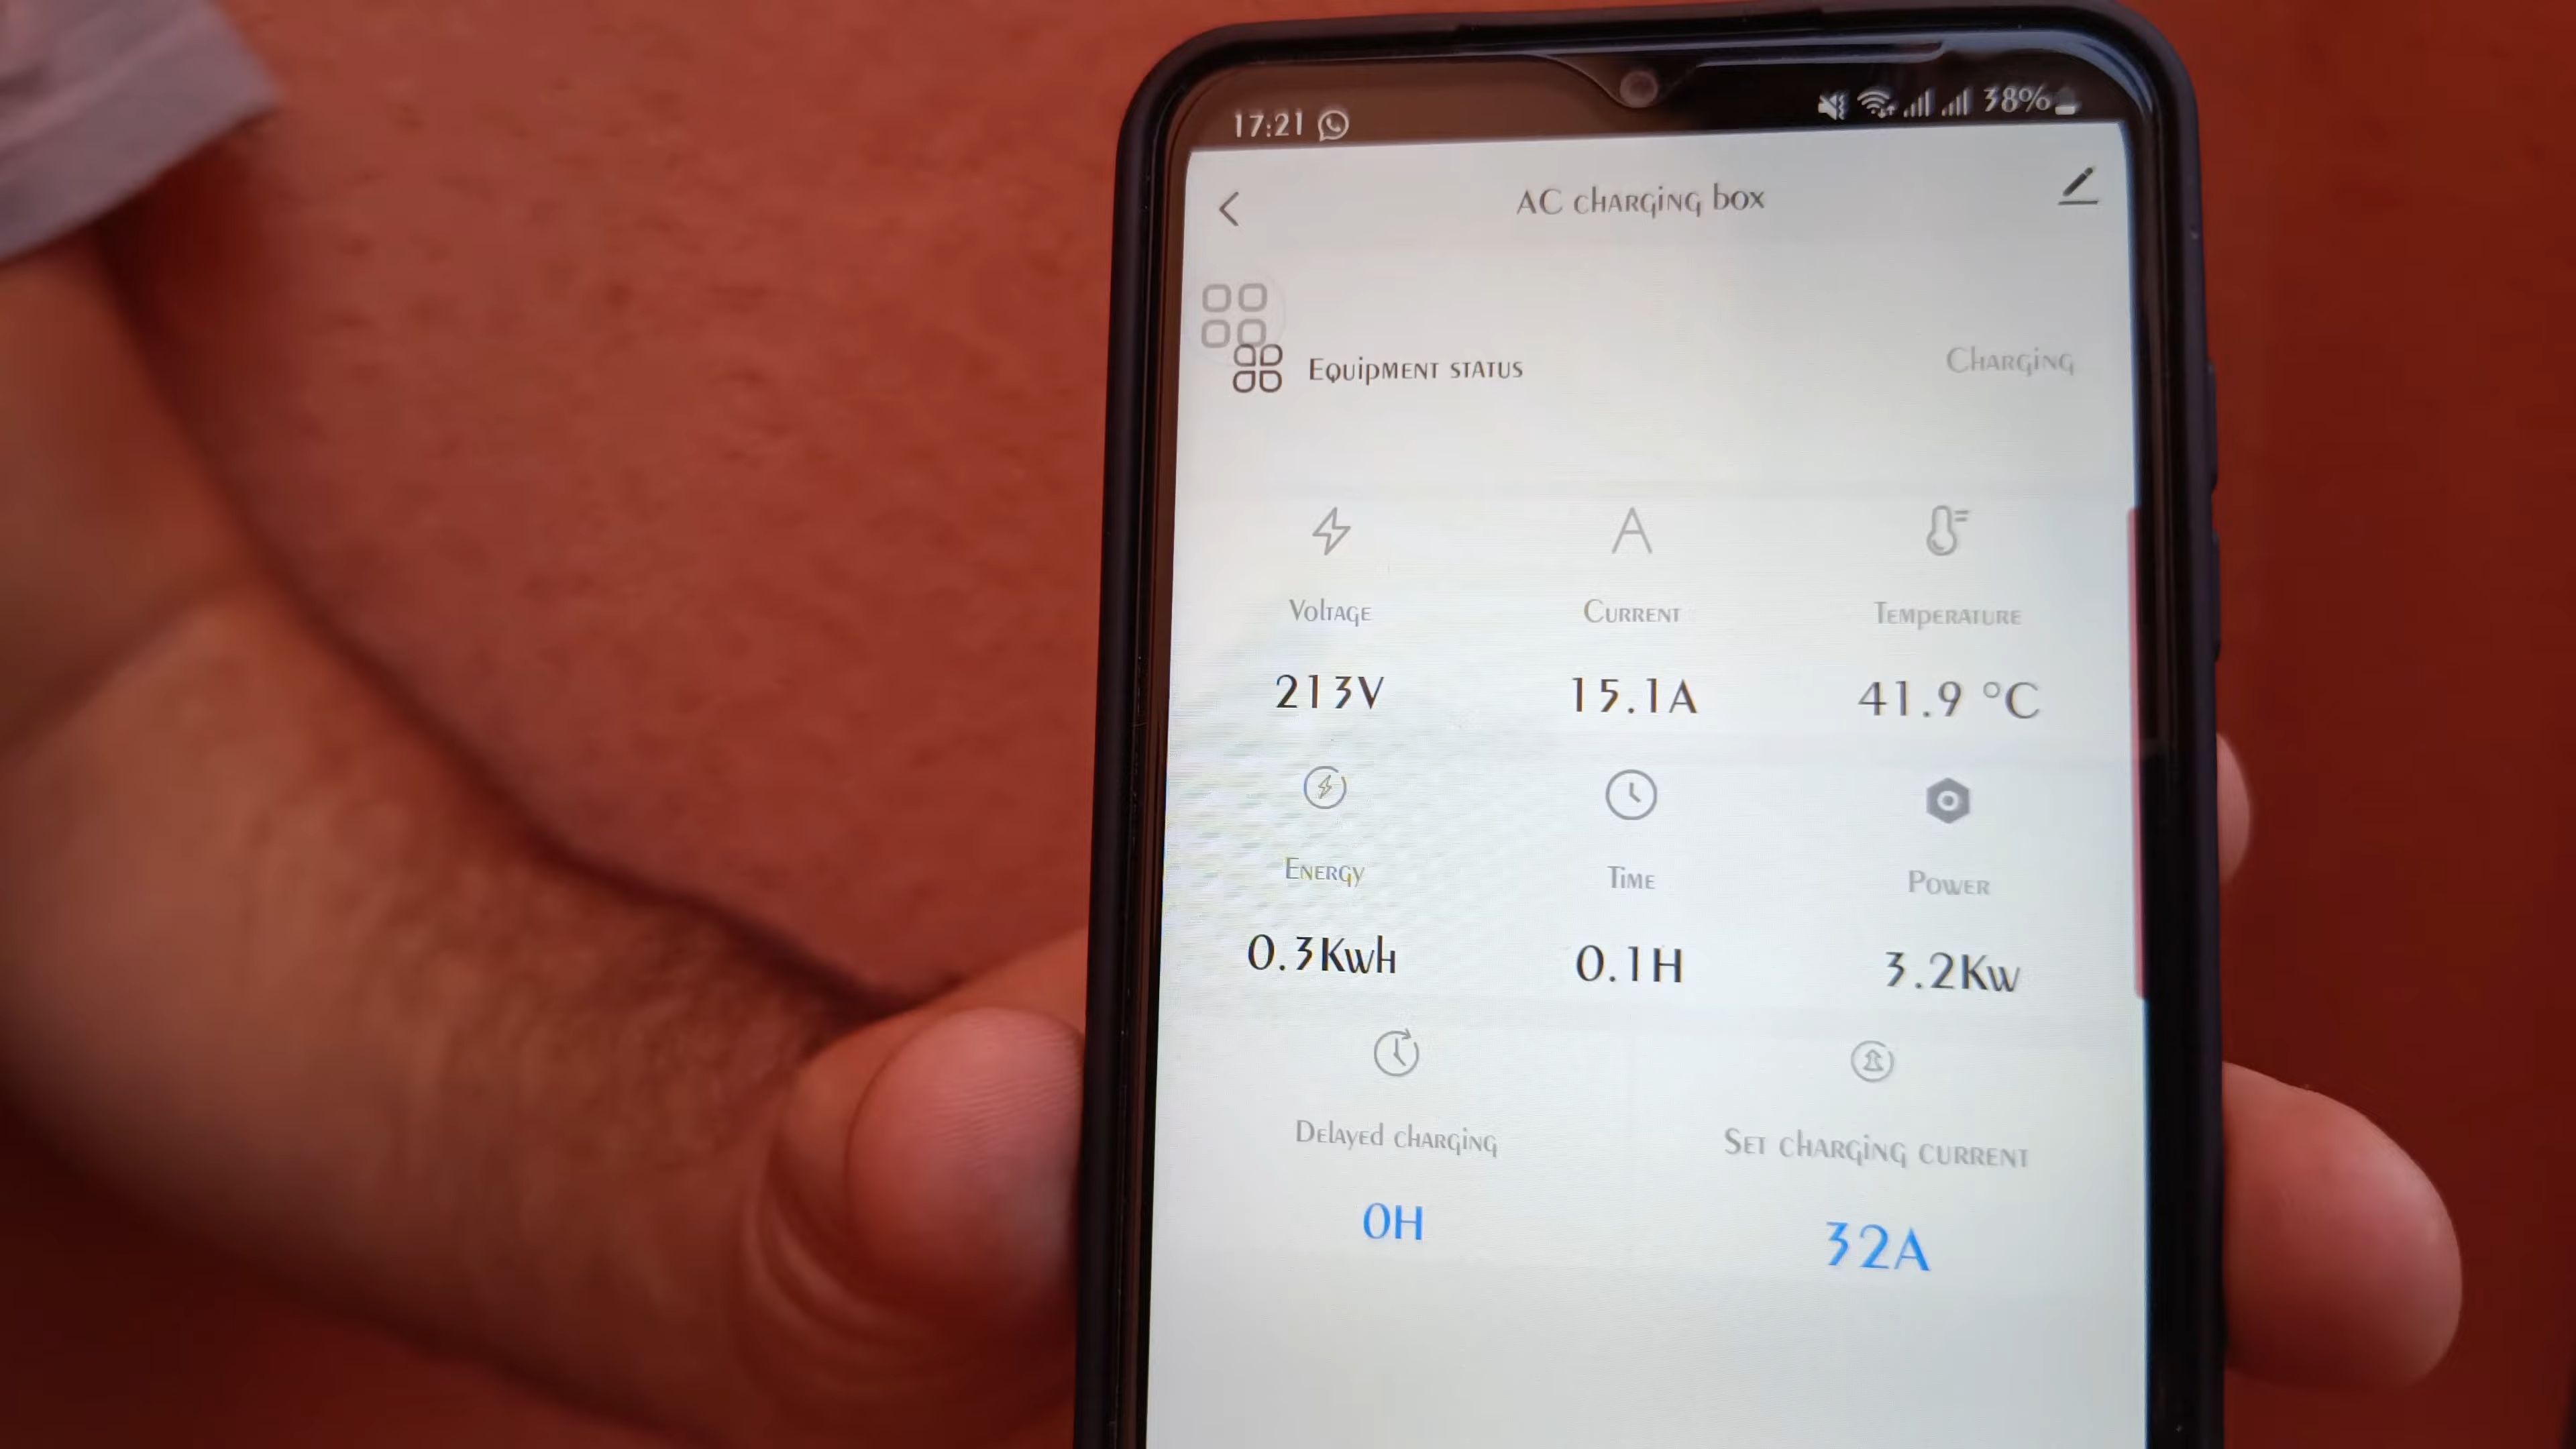 17:21 38%
AC charging box
Equipment status Charging
A
Voltage Current Temperature
213V 15.1A 41.9 °C
Energy Time Power
0.3Kwh 0.1H 3.2Kw
Delayed charging Set charging current
0H 32A